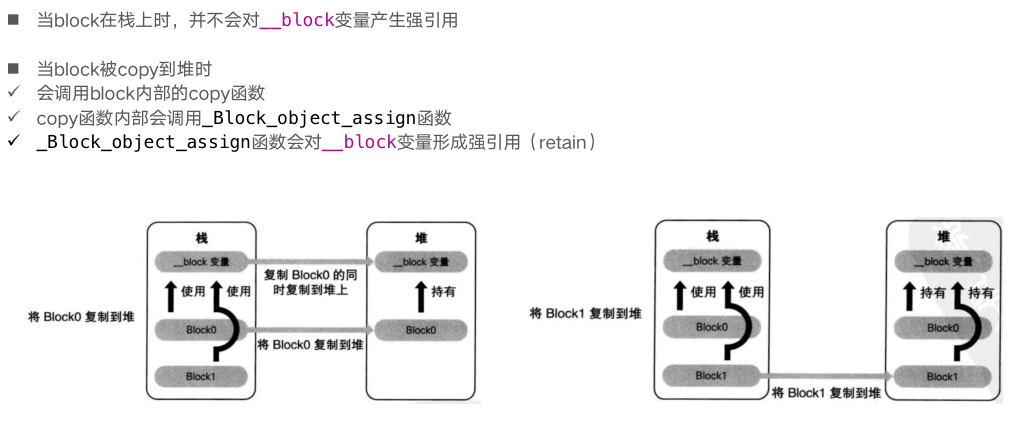 当block在栈上时，并不会对__block变量产生强引用
当block被copy到堆时
会调用block内部的copy函数
copy函数内部会调用_Block_object_assign函数
_Block_object_assign函数会对__block变量形成强引用（retain）
将 Block0 复制到堆
栈
__block 变量
使用 使用
Block0
Block1
复制 Block0 的同
时复制到堆上
将 Block0 复制到堆
堆
__block 变量
持有
Block0
将 Block1 复制到堆
栈
__block 变量
使用 使用
Block0
Block1
将 Block1 复制到堆
堆
__block 变量
持有 持有
Block0
Block1